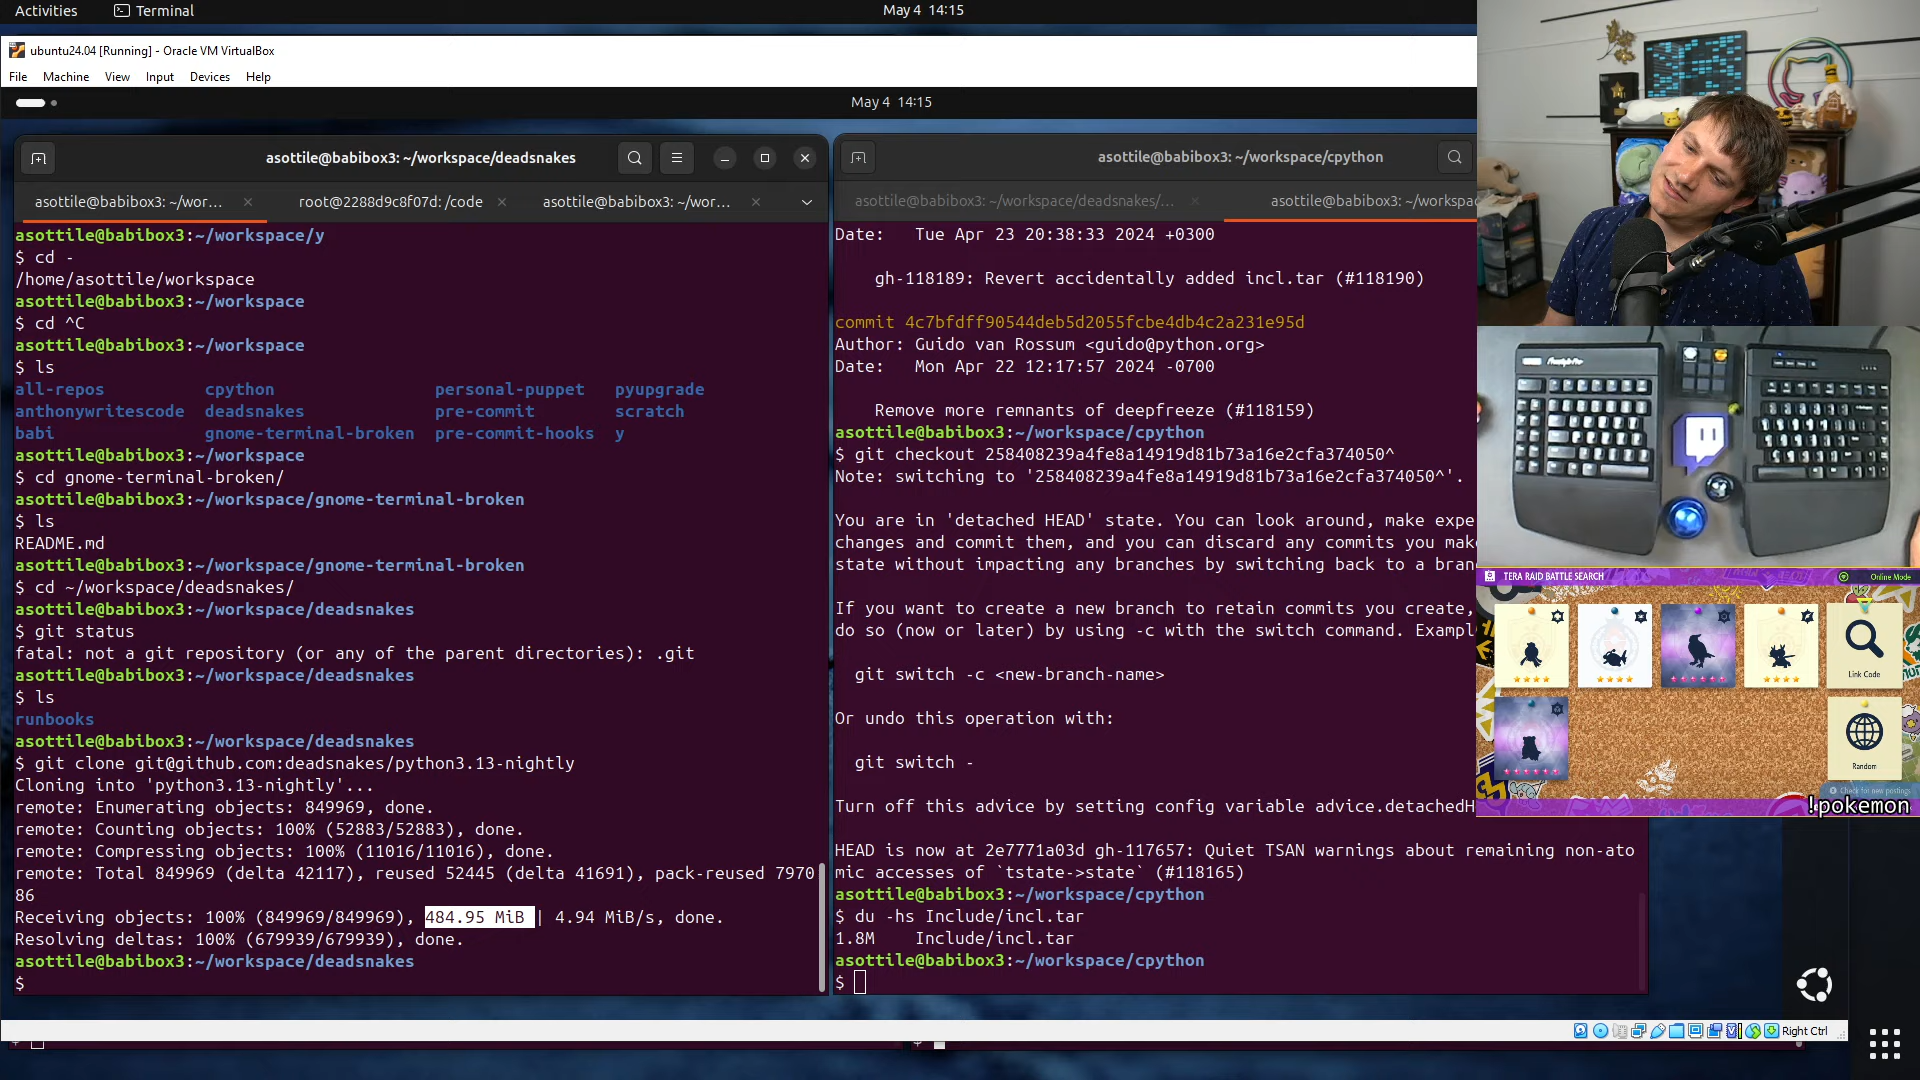 Activities
Terminal
May 4 14:15
ubuntu24.04 [Running] - Oracle VM VirtualBox
File Machine View Input Devices Help
May 4 14:15
asottile@babibox3: ~/workspace/deadsnakes
asottile@babibox3: ~/wor...
root@2288d9c8f07d: /code
asottile@babibox3: ~/wor...
asottile@babibox3:~/workspace/y
$ cd -
/home/asottile/workspace
asottile@babibox3:~/workspace
$ cd ^C
asottile@babibox3:~/workspace
$ ls
all-repos cpython personal-puppet pyupgrade
anthonywritescode deadsnakes pre-commit scratch
babi gnome-terminal-broken pre-commit-hooks y
asottile@babibox3:~/workspace
$ cd gnome-terminal-broken/
asottile@babibox3:~/workspace/gnome-terminal-broken
$ ls
README.md
asottile@babibox3:~/workspace/gnome-terminal-broken
$ cd ~/workspace/deadsnakes/
asottile@babibox3:~/workspace/deadsnakes
$ git status
fatal: not a git repository (or any of the parent directories): .git
asottile@babibox3:~/workspace/deadsnakes
$ ls
runbooks
asottile@babibox3:~/workspace/deadsnakes
$ git clone git@github.com:deadsnakes/python3.13-nightly
Cloning into 'python3.13-nightly'...
remote: Enumerating objects: 849969, done.
remote: Counting objects: 100% (52883/52883), done.
remote: Compressing objects: 100% (11016/11016), done.
remote: Total 849969 (delta 42117), reused 52445 (delta 41691), pack-reused 7970
86
Receiving objects: 100% (849969/849969), 484.95 MiB | 4.94 MiB/s, done.
Resolving deltas: 100% (679939/679939), done.
asottile@babibox3:~/workspace/deadsnakes
$
asottile@babibox3: ~/workspace/cpython
asottile@babibox3: ~/workspace/deadsnakes/...
asottile@babibox3: ~/workspa
Date:   Tue Apr 23 20:38:33 2024 +0300
gh-118189: Revert accidentally added incl.tar (#118190)
commit 4c7bfdff90544deb5d2055fcbe4db4c2a231e95d
Author: Guido van Rossum <guido@python.org>
Date:   Mon Apr 22 12:17:57 2024 -0700
Remove more remnants of deepfreeze (#118159)
asottile@babibox3:~/workspace/cpython
$ git checkout 258408239a4fe8a14919d81b73a16e2cfa374050^
Note: switching to '258408239a4fe8a14919d81b73a16e2cfa374050^'.
You are in 'detached HEAD' state. You can look around, make expe
changes and commit them, and you can discard any commits you mak
state without impacting any branches by switching back to a bran
If you want to create a new branch to retain commits you create,
do so (now or later) by using -c with the switch command. Exampl
git switch -c <new-branch-name>
Or undo this operation with:
git switch -
Turn off this advice by setting config variable advice.detachedH
HEAD is now at 2e7771a03d gh-117657: Quiet TSAN warnings about remaining non-ato
mic accesses of `tstate->state` (#118165)
asottile@babibox3:~/workspace/cpython
$ du -hs Include/incl.tar
1.8M    Include/incl.tar
asottile@babibox3:~/workspace/cpython
$
TERA RAID BATTLE SEARCH
Online Mode
Link Code
Random
Check for new postings
!pokemon
Right Ctrl